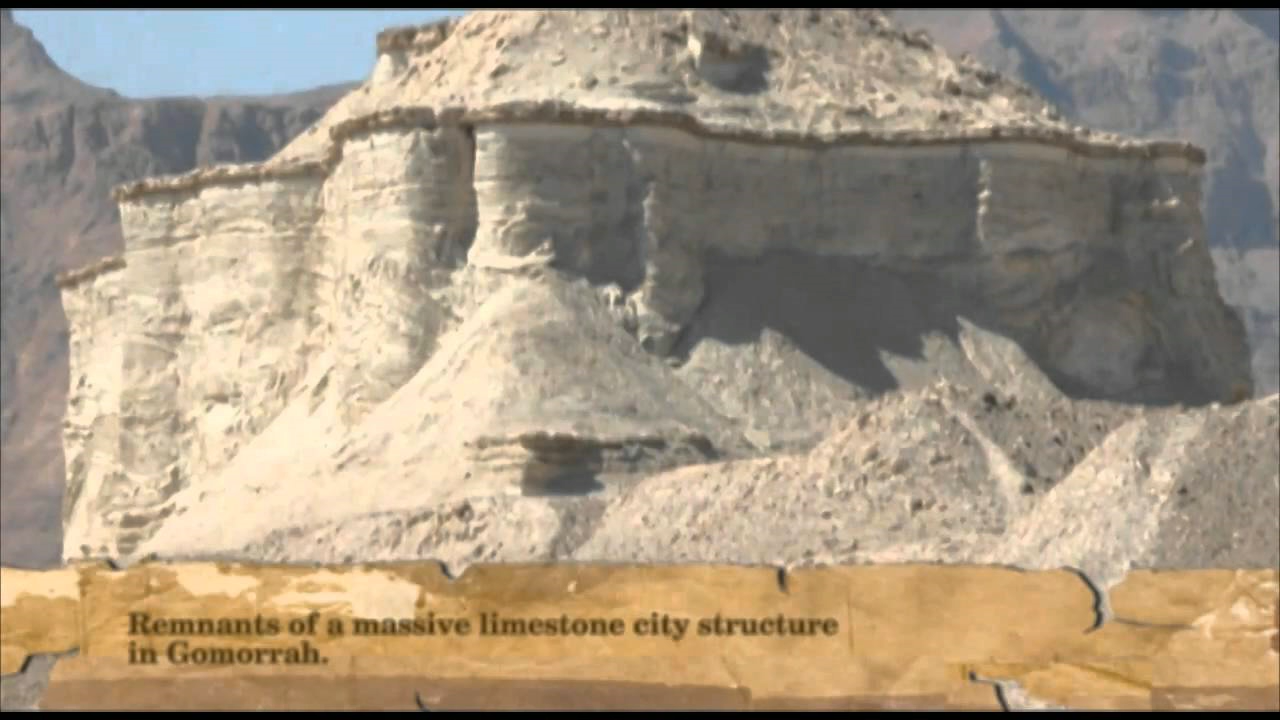 Remnants of a massive limestone city structure
in Gomorrah.